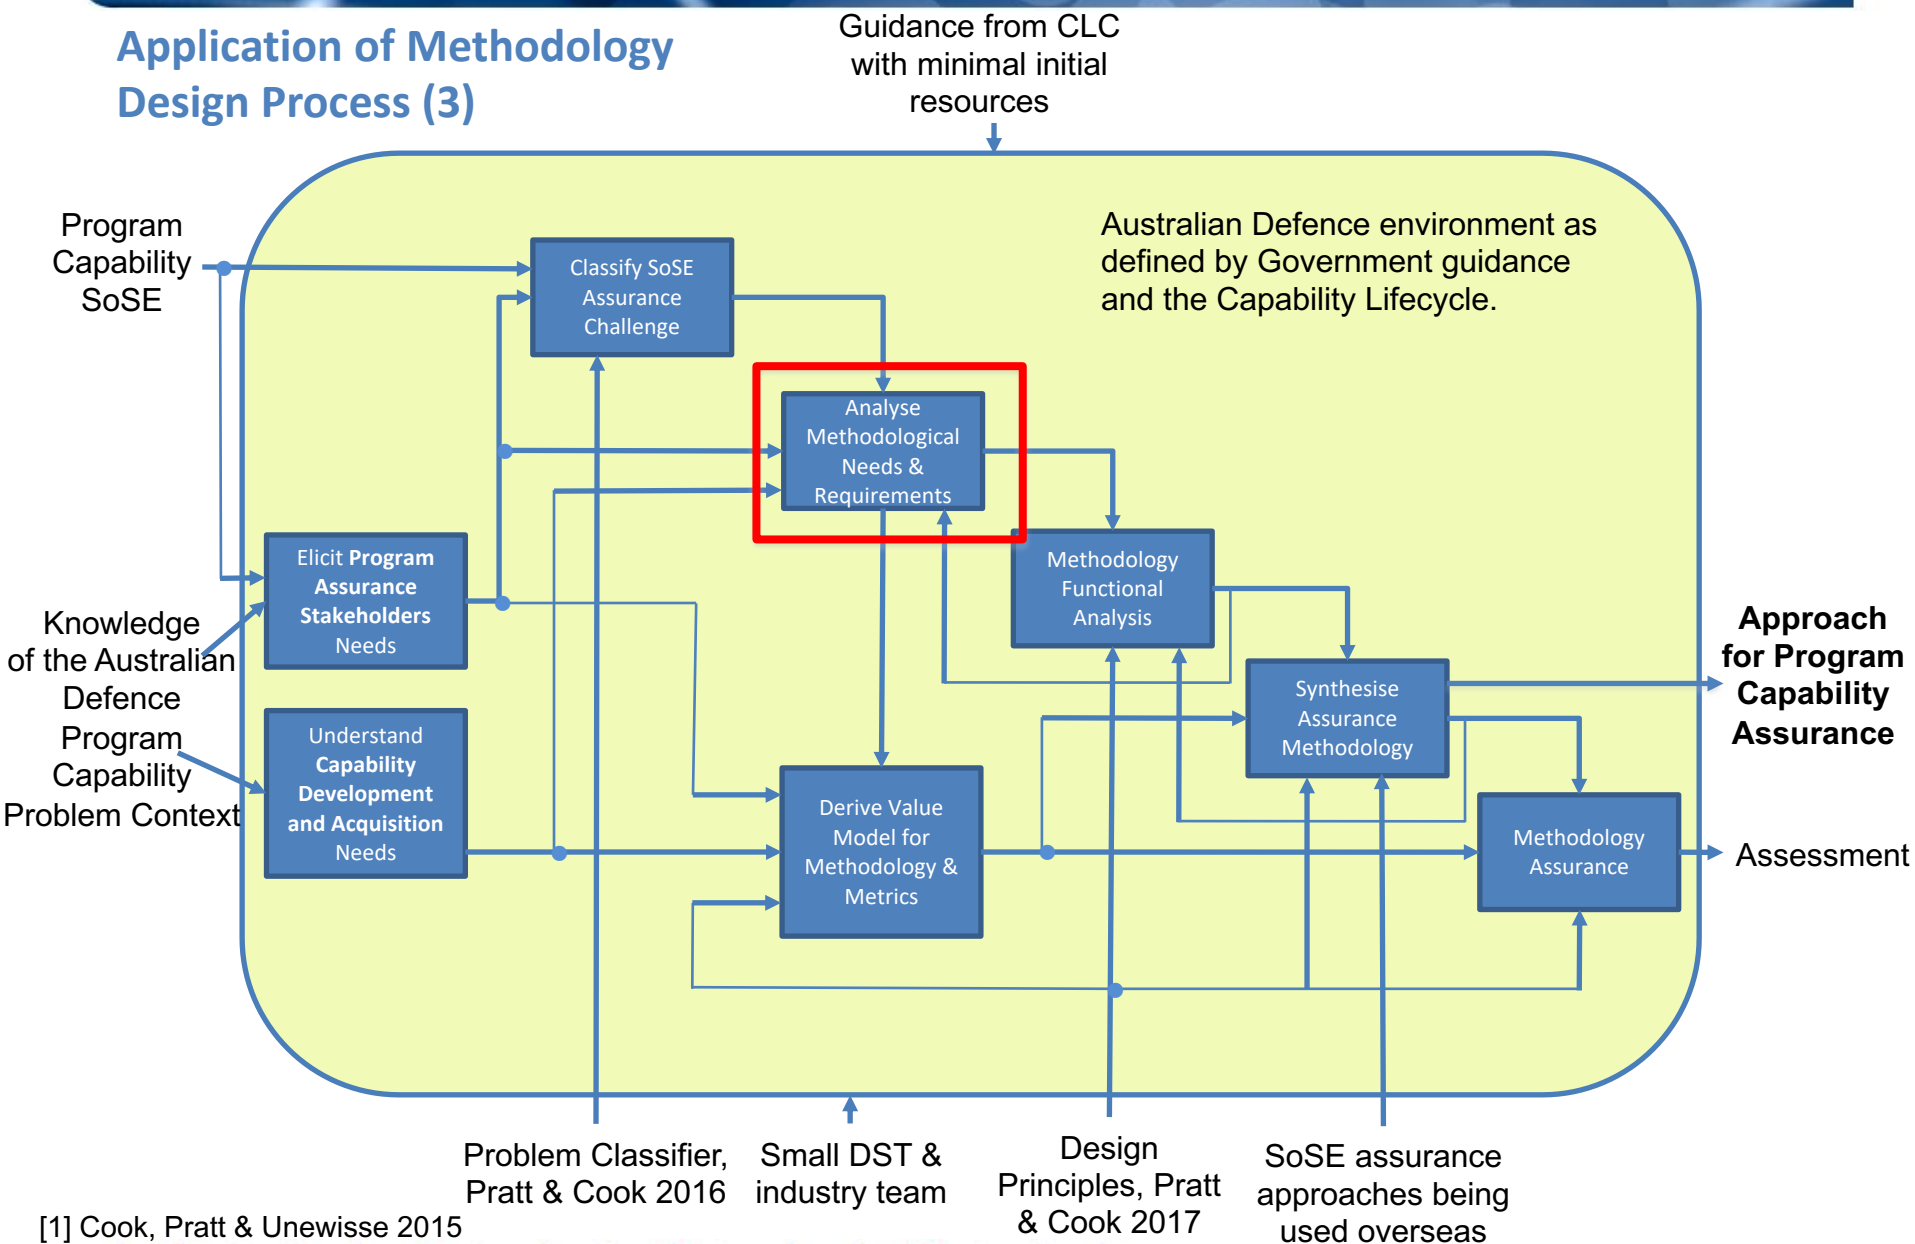 Application of Methodology
Design Process (3)
Guidance from CLC
with minimal initial
resources
Program
Capability
SoSE
Australian Defence environment as
defined by Government guidance
and the Capability Lifecycle.
Classify SoSE
Assurance
Challenge
Analyse
Methodological
Needs &
Requirements
Elicit Program
Assurance
Stakeholders
Needs
Methodology
Functional
Analysis
Knowledge
of the Australian
Defence
Program
Capability
Problem Context
Approach
for Program
Capability
Assurance
Synthesise
Assurance
Methodology
Understand
Capability
Development
and Acquisition
Needs
Derive Value
Model for
Methodology &
Metrics
Methodology
Assurance
Assessment
Problem Classifier,
Pratt & Cook 2016
Small DST &
industry team
Design
Principles, Pratt
& Cook 2017
SoSE assurance
approaches being
used overseas
[1] Cook, Pratt & Unewisse 2015